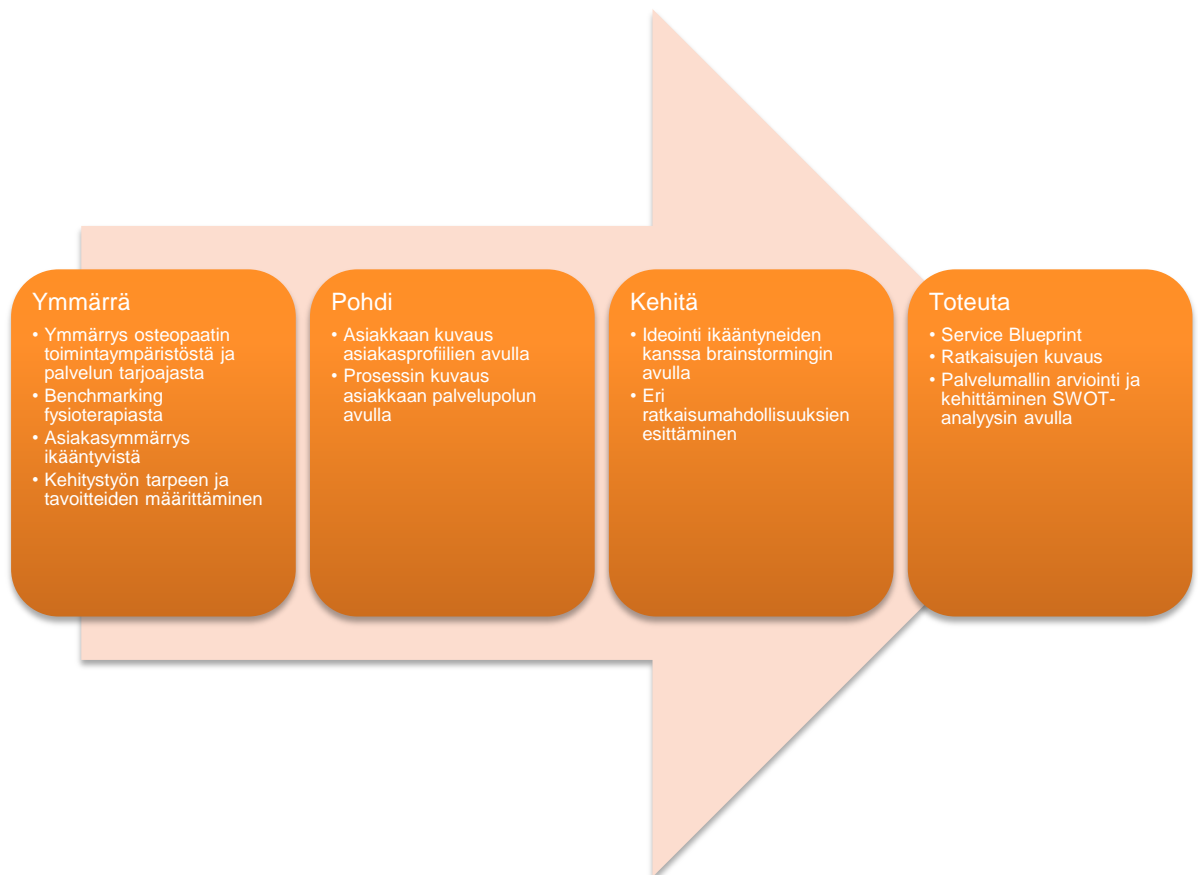 Ymmärrä
• Ymmärrys osteopaatin
toimintaympäristöstä ja
palvelun tarjoajasta
• Benchmarking
fysioterapiasta
• Asiakasymmärrys
ikääntyvistä
• Kehitystyön tarpeen ja
tavoitteiden määrittäminen
Pohdi
• Asiakkaan kuvaus
asiakasprofiilien avulla
• Prosessin kuvaus
asiakkaan palvelupolun
avulla
Kehitä
• Ideointi ikääntyneiden
kanssa brainstormingin
avulla
• Eri
ratkaisumahdollisuuksien
esittäminen
Toteuta
• Service Blueprint
• Ratkaisujen kuvaus
• Palvelumallin arviointi ja
kehittäminen SWOT-
analyysin avulla